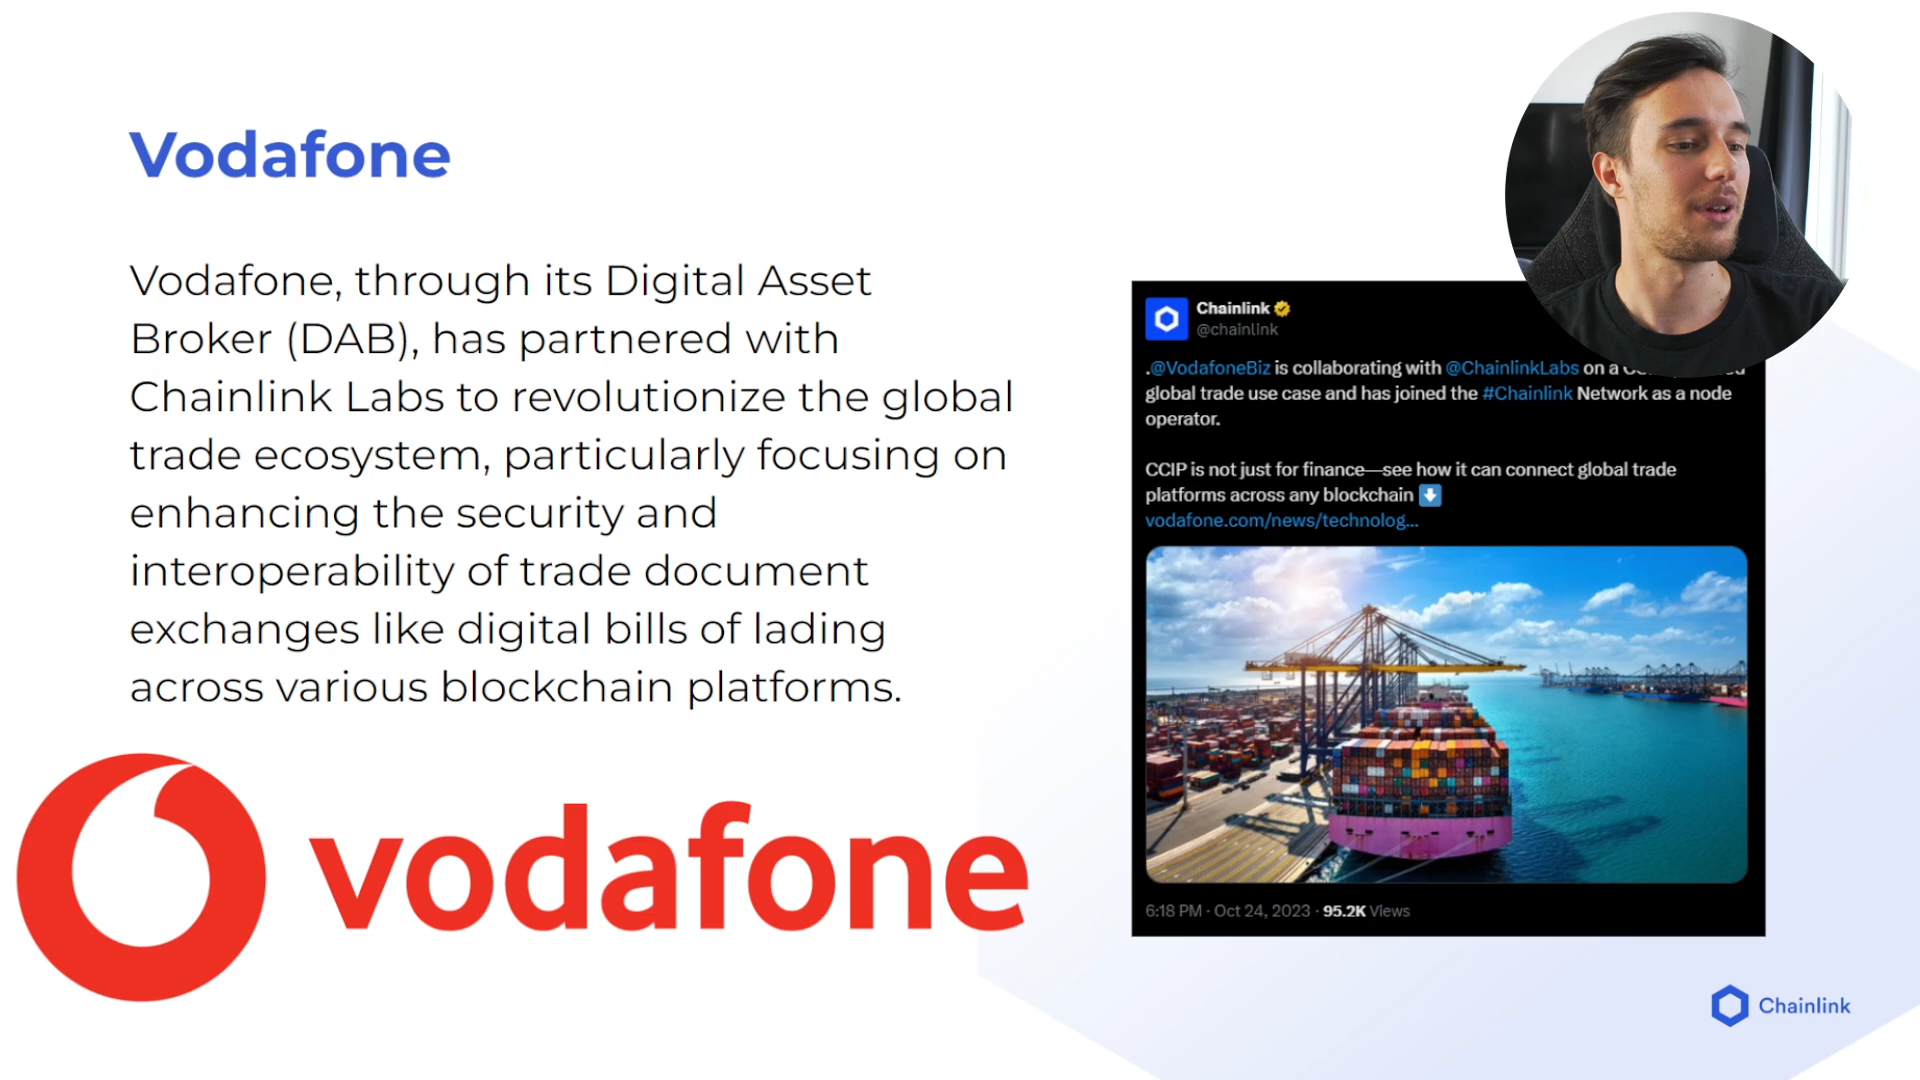 Vodafone
Vodafone, through its Digital Asset
Broker (DAB), has partnered with
Chainlink Labs to revolutionize the global
trade ecosystem, particularly focusing on
enhancing the security and
interoperability of trade document
exchanges like digital bills of lading
across various blockchain platforms.
vodafone
Chainlink
@chainlink
.@VodafoneBiz is collaborating with @ChainlinkLabs on a
global trade use case and has joined the #Chainlink Network as a node
operator.
CCIP is not just for finance—see how it can connect global trade
platforms across any blockchain ⬇️
vodafone.com/news/technolog...
6:18 PM · Oct 24, 2023 · 95.2K Views
Chainlink